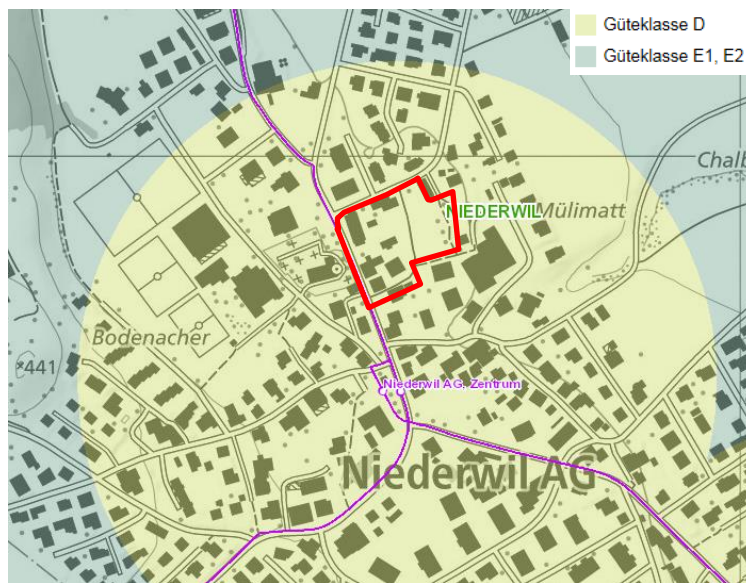 Güteklasse D
Güteklasse E1, E2
Chalb
NIEDERWIL
Mülimatt
Bodenacher
×441
Niederwil AG, Zentrum
Niederwil AG